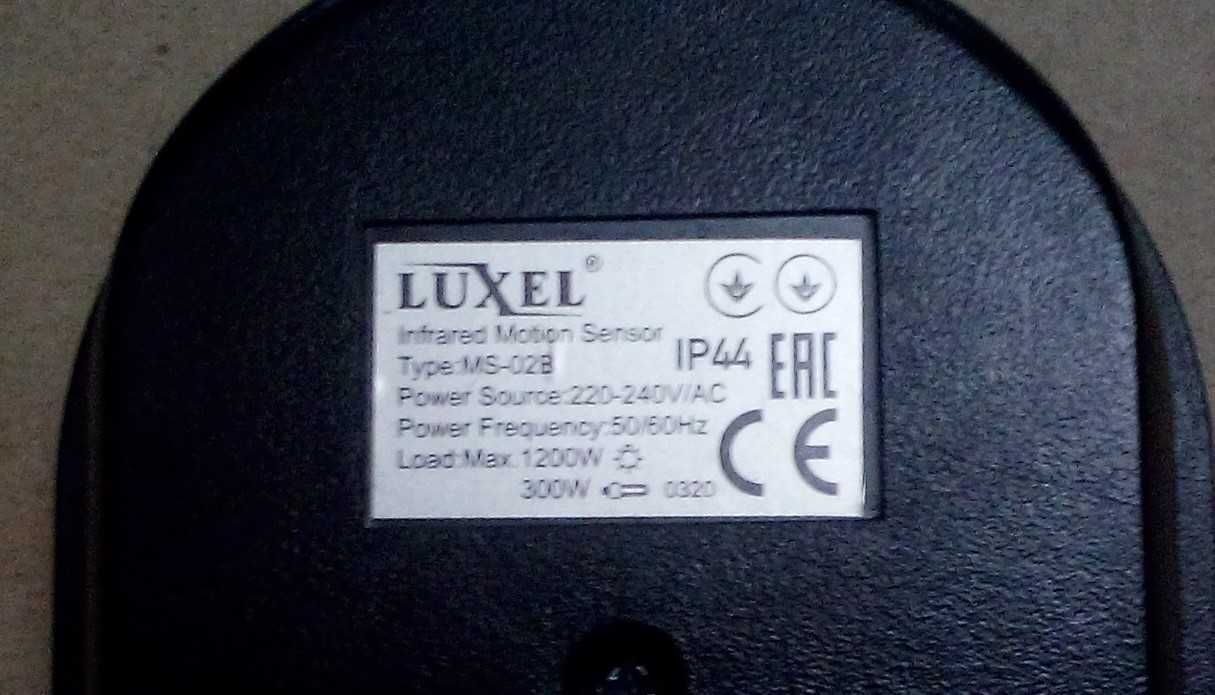 LUXEL®
Infrared Motion Sensor
Type:MS-02B
IP44 EAC
Power Source:220-240V/AC
Power Frequency:50/60Hz
Load:Max.1200W
300W 0320 CE